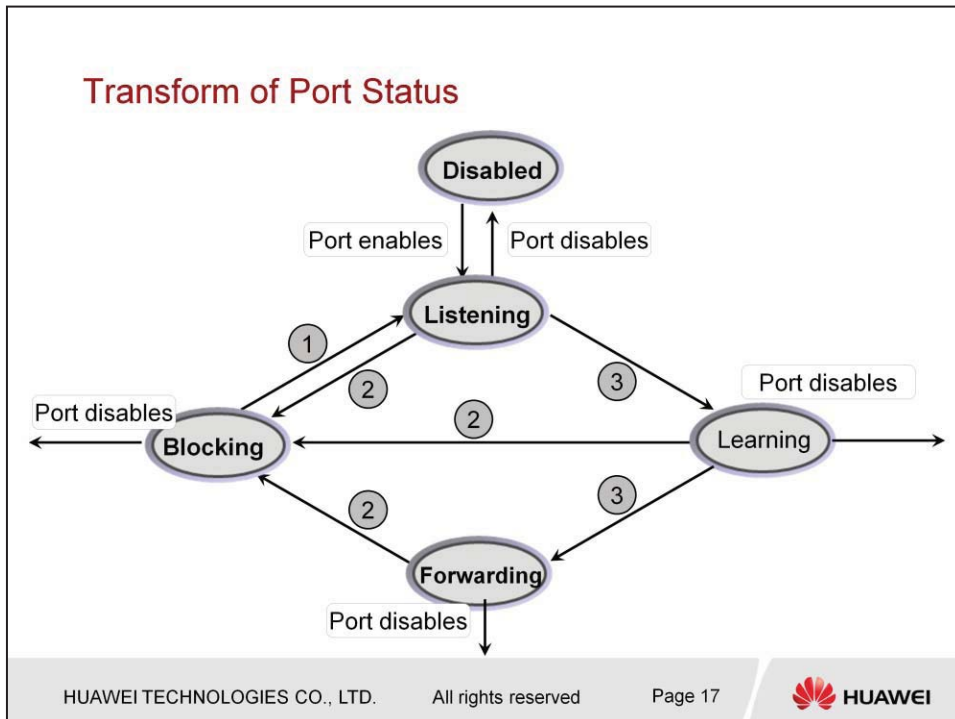 Transform of Port Status
Disabled
Port enables
Port disables
Listening
1
2
3
Port disables
Port disables
Blocking
2
Learning
2
3
Forwarding
Port disables
HUAWEI TECHNOLOGIES CO., LTD. All rights reserved Page 17 HUAWEI